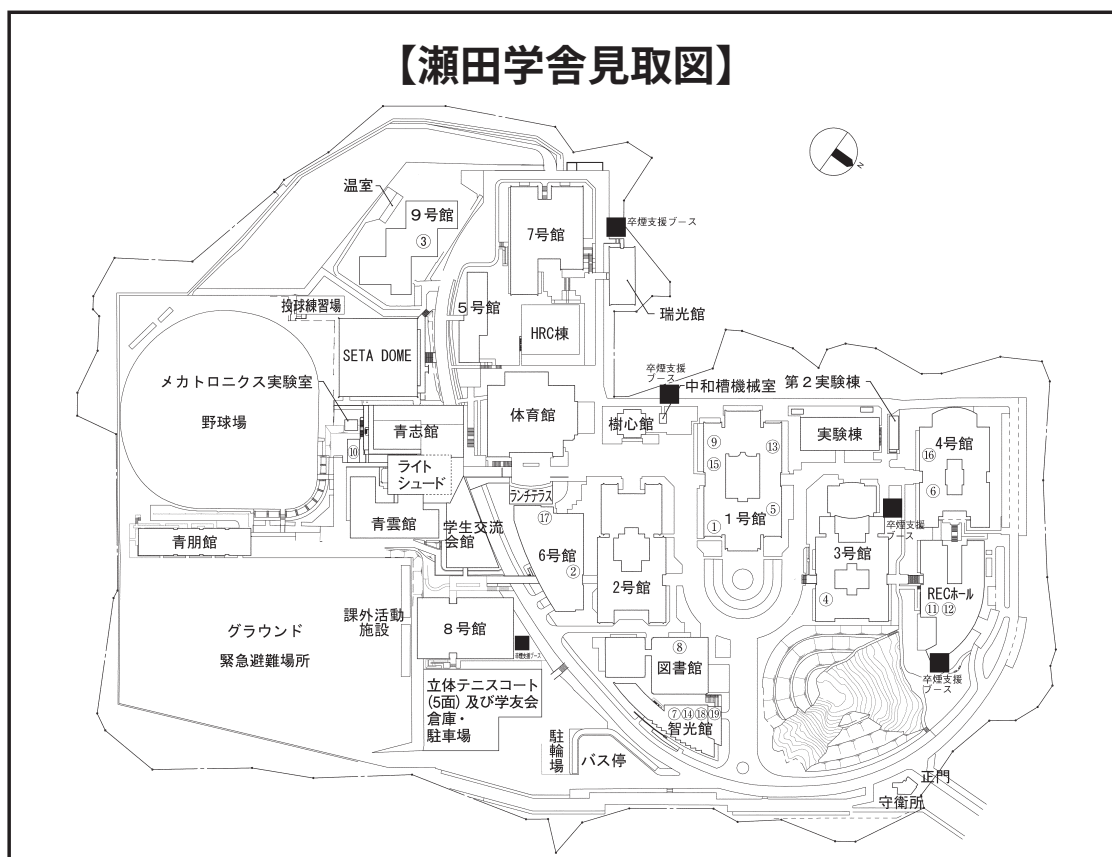 【瀬田学舎見取図】
N
温室
9号館
③
7号館
卒煙支援ブース
投球練習場
5号館
瑞光館
HRC棟
SETA DOME
卒煙支援
ブース
中和槽機械室
第2実験棟
メカトロニクス実験室
野球場
青志館
体育館
樹心館
⑨
⑬
実験棟
4号館
⑯
⑩
⑮
ライト
シュード
ランチテラス
⑥
⑰
⑤
青雲館
学生交流
会館
①
1号館
卒煙支援
ブース
青朋館
6号館
②
2号館
3号館
④
RECホール
⑪ ⑫
課外活動
施設
8号館
卒煙支援ブース
グラウンド
緊急避難場所
⑧
図書館
卒煙支援
ブース
立体テニスコート
(5面) 及び学友会
倉庫・
駐車場
⑦ ⑭ ⑱ ⑲
智光館
駐輪場
バス停
正門
守衛所